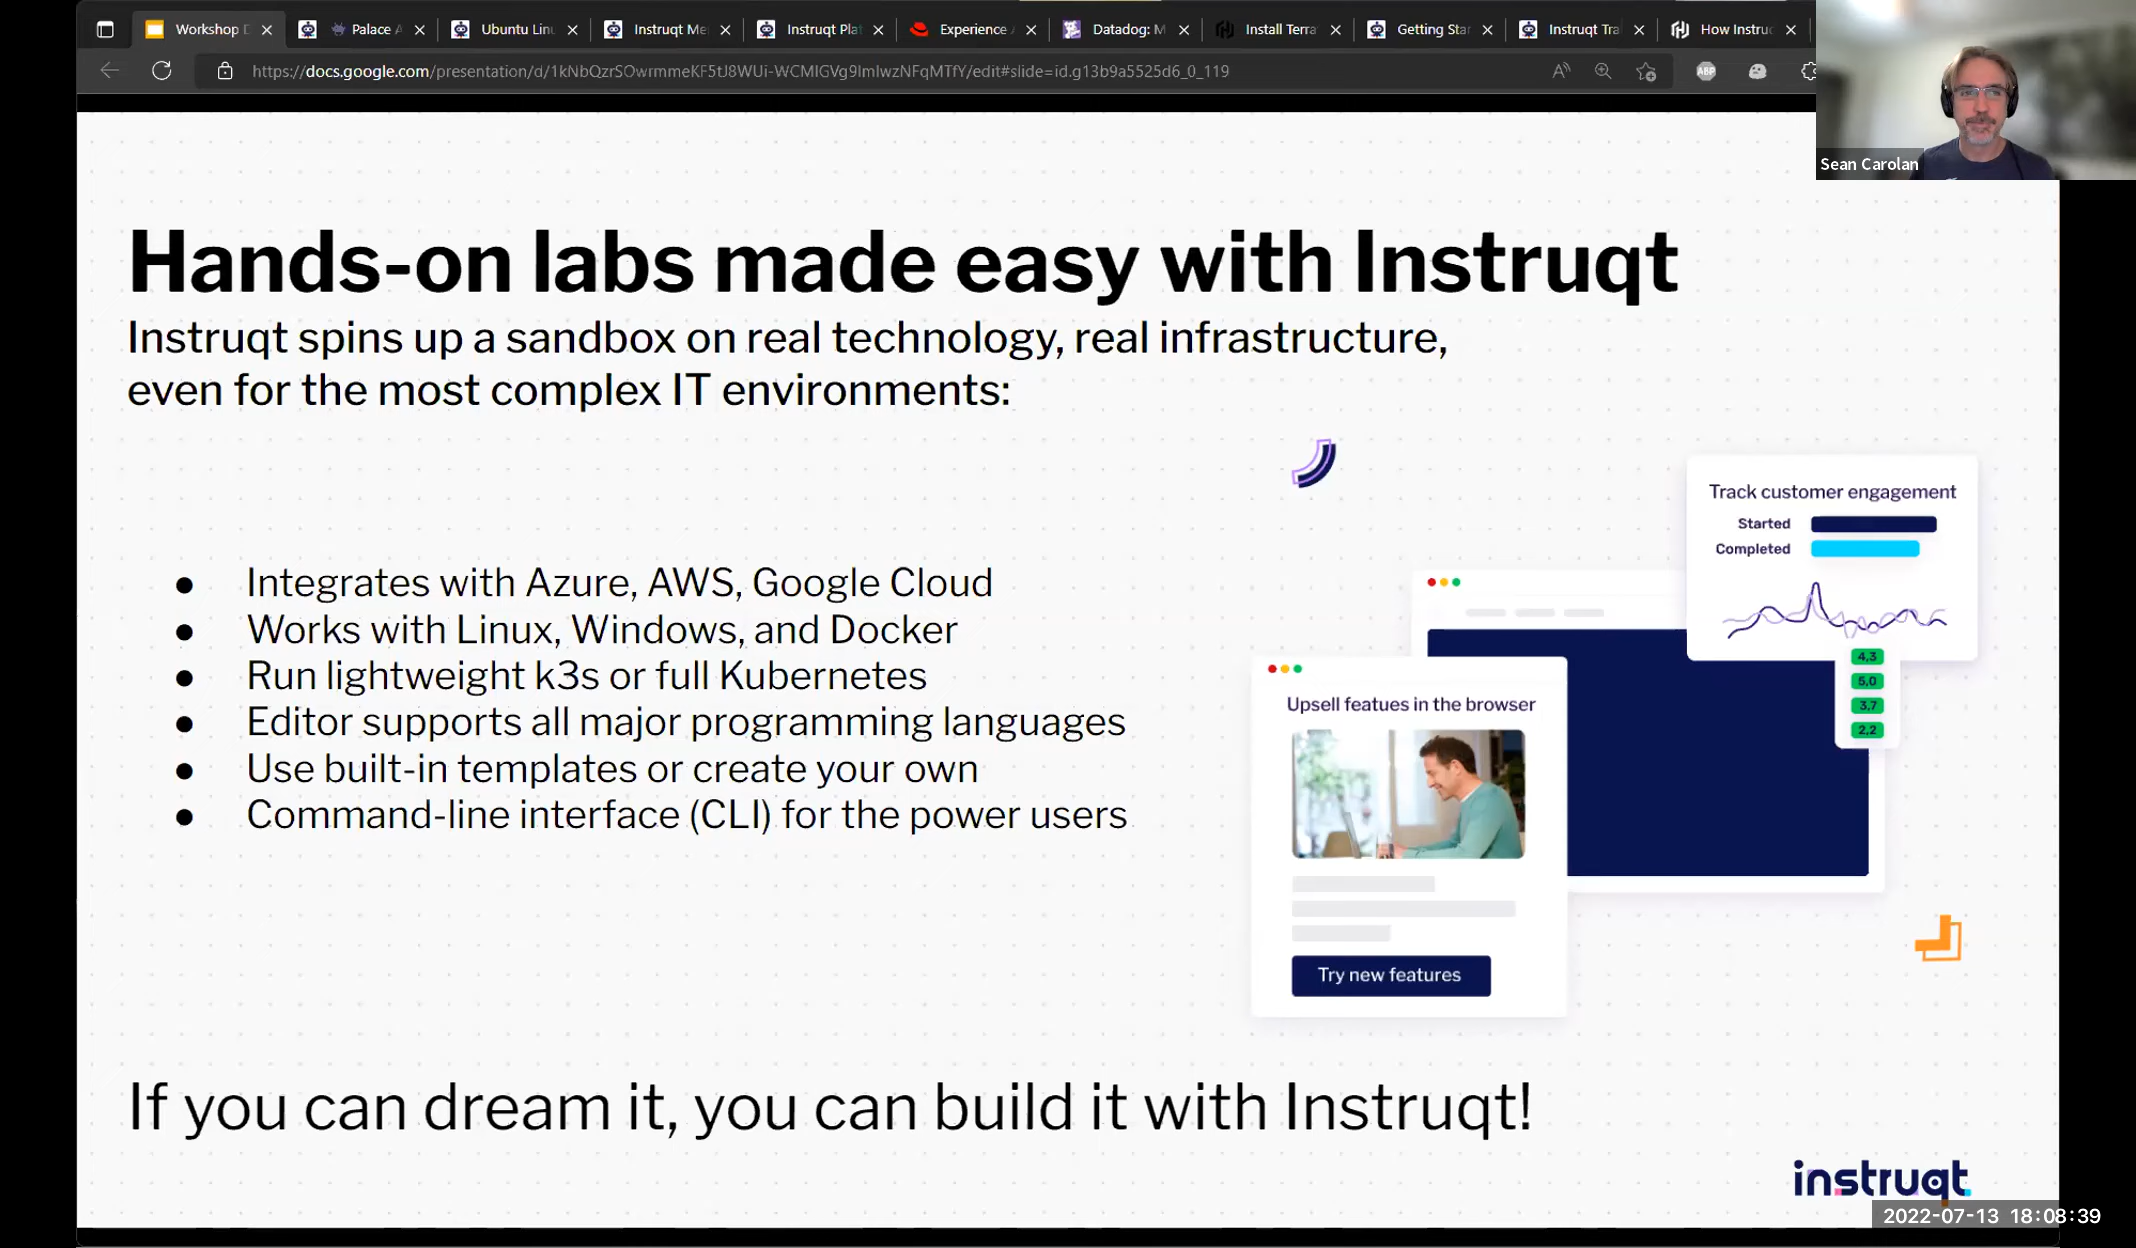 Workshop D
Palace A
Ubuntu Linu
Instruqt Me
Instruqt Plat
Experience A
Datadog: M
Install Terra
Getting Star
Instruqt Tra
How Instruc
https://docs.google.com/presentation/d/1kNbQzrSOwrmmeKF5tJ8WUi-WCMIGVg9ImIwzNFqMTfY/edit#slide=id.g13b9a5525d6_0_119
ABP
Sean Carolan
Hands-on labs made easy with Instruqt
Instruqt spins up a sandbox on real technology, real infrastructure,
even for the most complex IT environments:
● Integrates with Azure, AWS, Google Cloud
● Works with Linux, Windows, and Docker
● Run lightweight k3s or full Kubernetes
● Editor supports all major programming languages
● Use built-in templates or create your own
● Command-line interface (CLI) for the power users
Track customer engagement
Started
Completed
4,3
5,0
3,7
2,2
Upsell featues in the browser
Try new features
If you can dream it, you can build it with Instruqt!
instruqt
2022-07-13 18:08:39